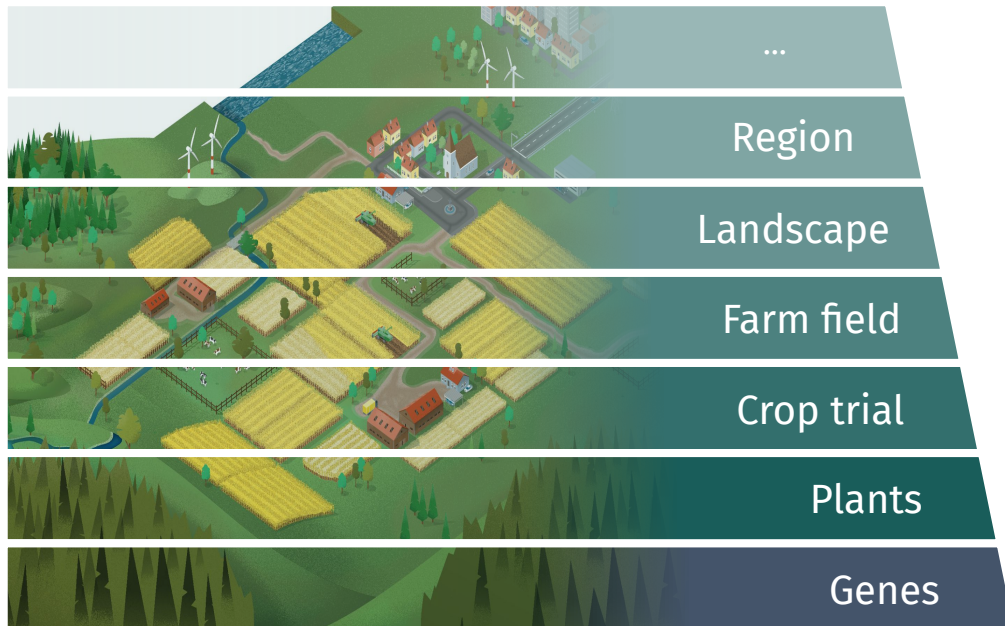 ...
Region
Landscape
Farm field
Crop trial
Plants
Genes